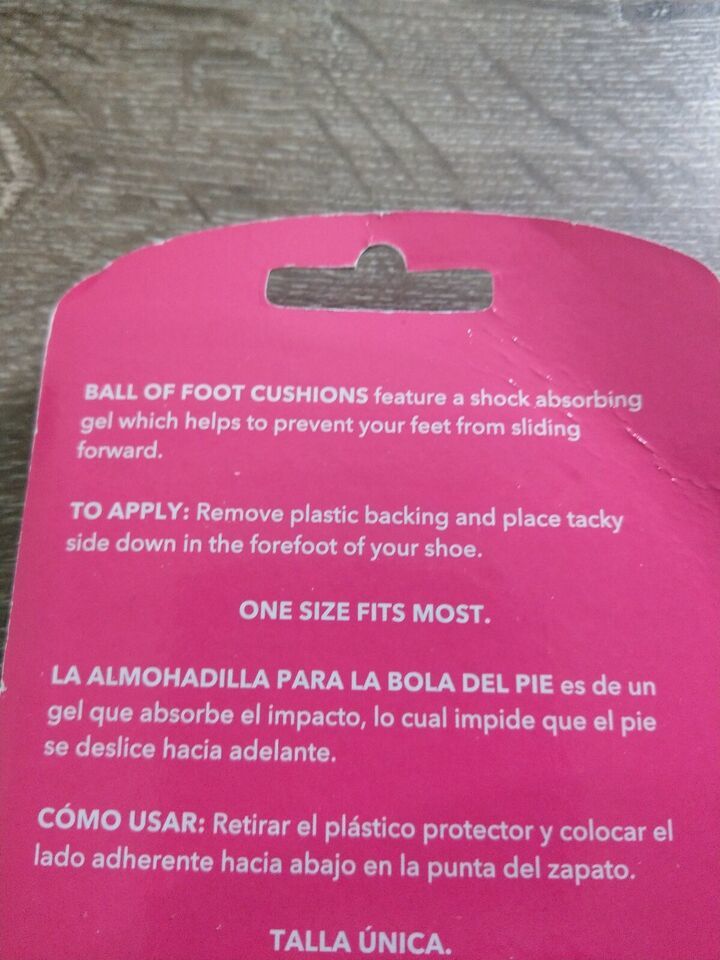 BALL OF FOOT CUSHIONS feature a shock absorbing
gel which helps to prevent your feet from sliding
forward.
TO APPLY: Remove plastic backing and place tacky
side down in the forefoot of your shoe.
ONE SIZE FITS MOST.
LA ALMOHADILLA PARA LA BOLA DEL PIE es de un
gel que absorbe el impacto, lo cual impide que el pie
se deslice hacia adelante.
CÓMO USAR: Retirar el plástico protector y colocar el
lado adherente hacia abajo en la punta del zapato.
TALLA ÚNICA.